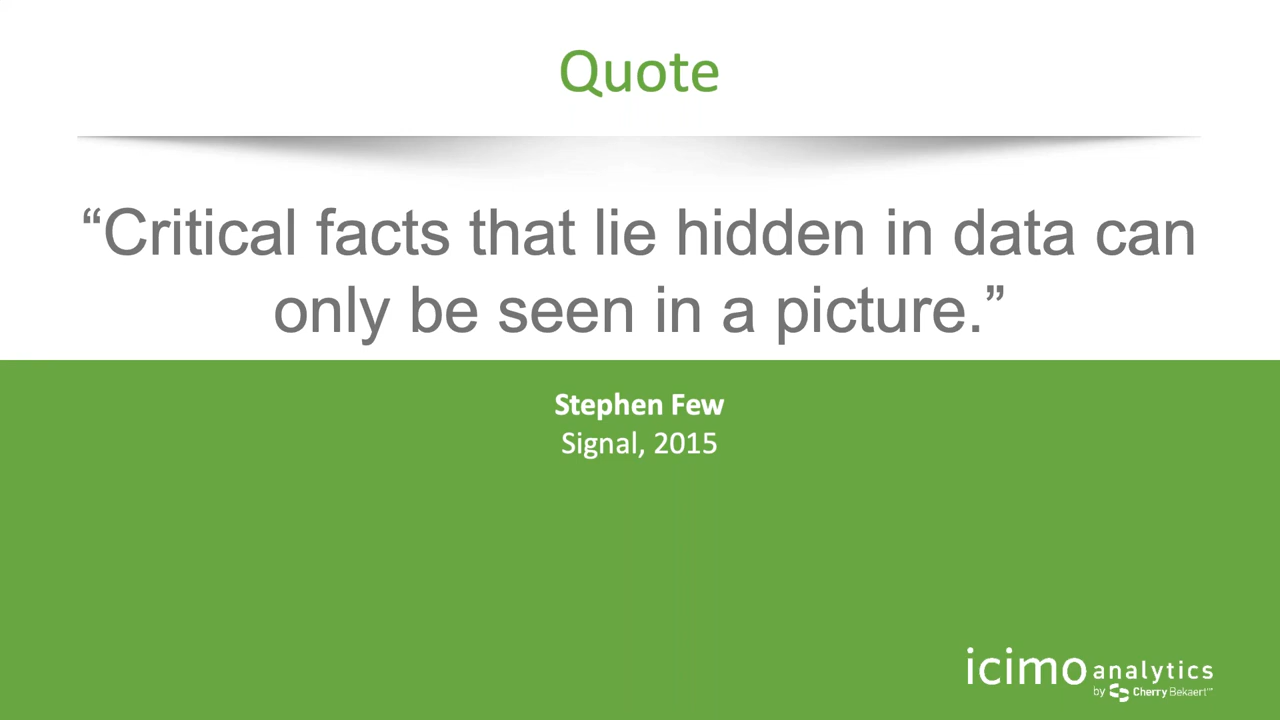 Quote
“Critical facts that lie hidden in data can
only be seen in a picture.”
Stephen Few
Signal, 2015
icimo analytics
by Cherry Bekaert™